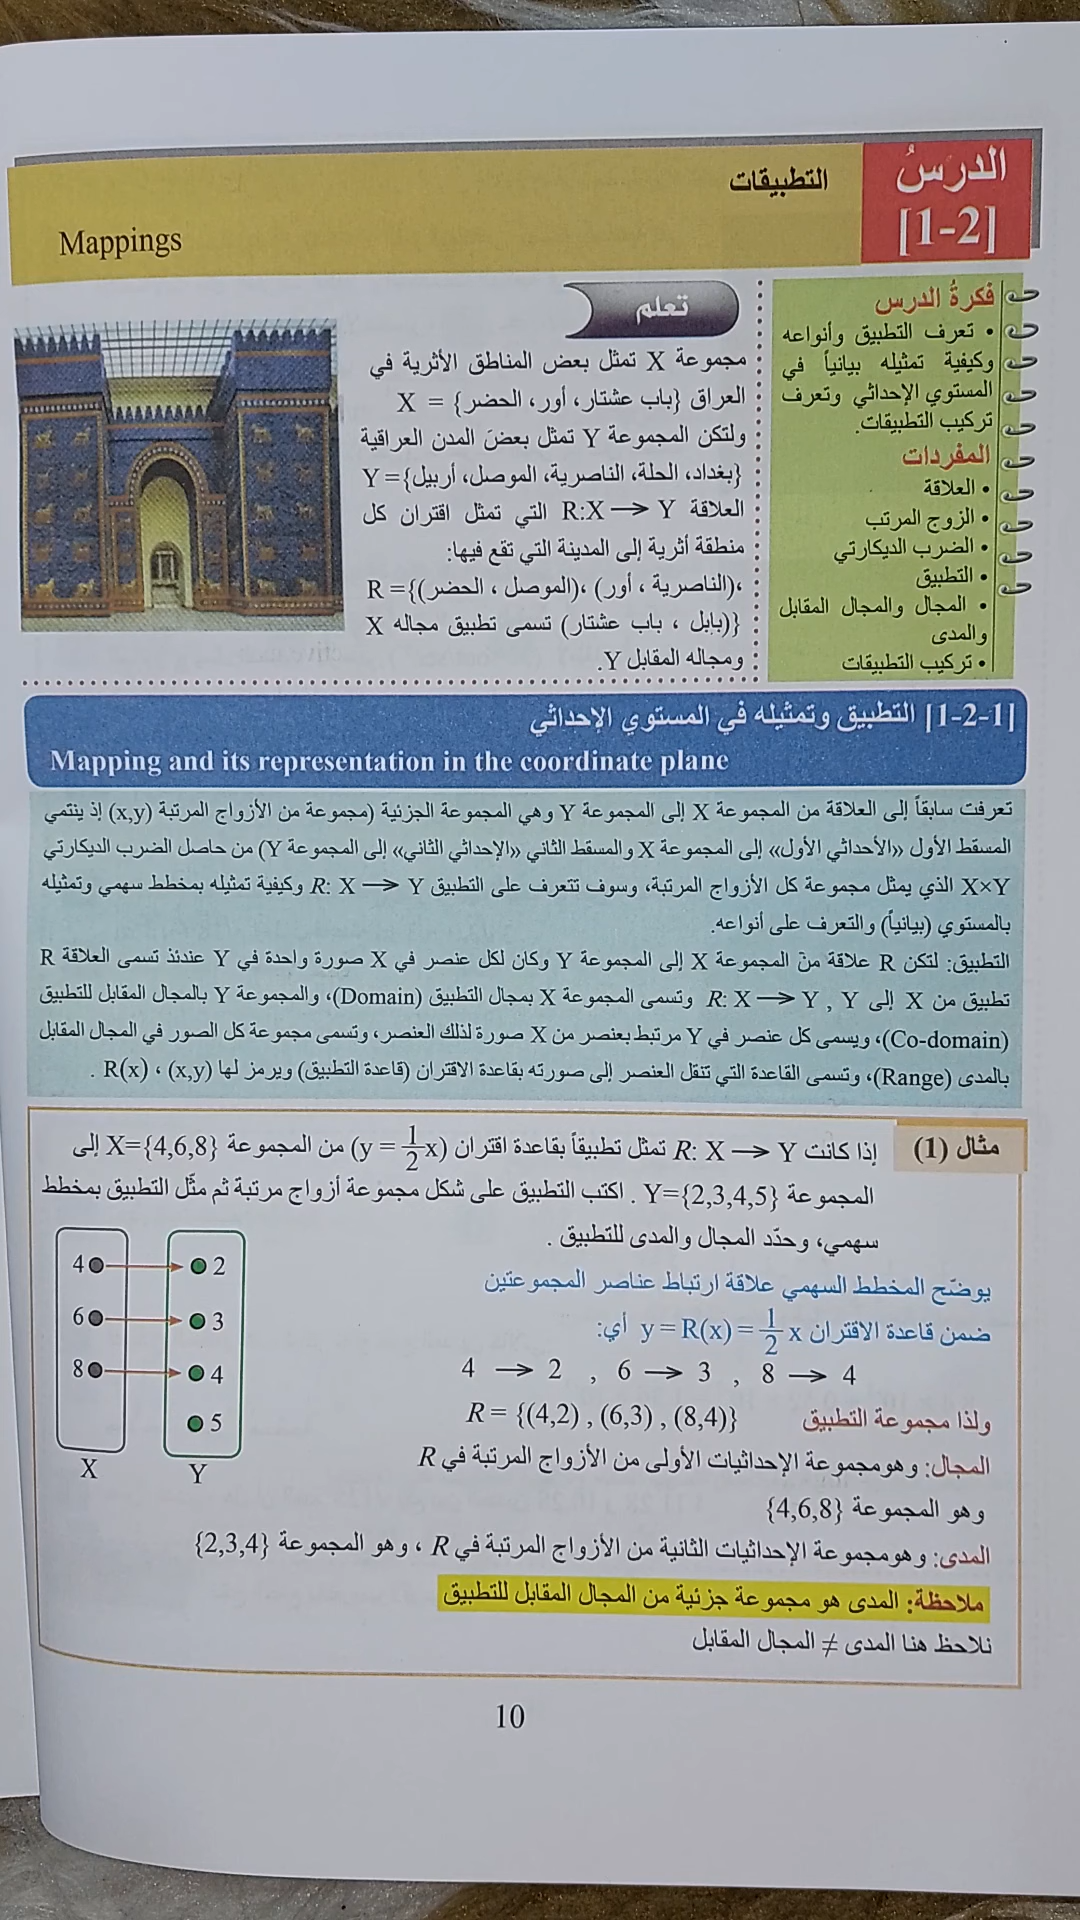 الدرسُ
[1-2]
التطبيقات
Mappings
فكرةُ الدرس
• تعرف التطبيق وأنواعه
وكيفية تمثيله بيانياً في
المستوي الإحداثي وتعرف
تركيب التطبيقات.
المفردات
• العلاقة
• الزوج المرتب
• الضرب الديكارتي
• التطبيق
• المجال والمجال المقابل
والمدى
• تركيب التطبيقات
تعلم
مجموعة X تمثل بعض المناطق الأثرية في
العراق {باب عشتار، أور، الحضر} = X
ولتكن المجموعة Y تمثل بعضَ المدن العراقية
{بغداد، الحلة، الناصرية، الموصل، أربيل}= Y
العلاقة R:X ⟶ Y التي تمثل اقتران كل
منطقة أثرية إلى المدينة التي تقع فيها:
،(الناصرية ، أور) ،(الموصل ، الحضر)}= R
{(بابل ، باب عشتار) تسمى تطبيق مجاله X
ومجاله المقابل Y.
[1-2-1] التطبيق وتمثيله في المستوي الإحداثي
Mapping and its representation in the coordinate plane
تعرفت سابقاً إلى العلاقة من المجموعة X إلى المجموعة Y وهي المجموعة الجزئية (مجموعة من الأزواج المرتبة (x,y) إذ ينتمي
المسقط الأول «الأحداثي الأول» إلى المجموعة X والمسقط الثاني «الإحداثي الثاني» إلى المجموعة Y) من حاصل الضرب الديكارتي
X×Y الذي يمثل مجموعة كل الأزواج المرتبة، وسوف تتعرف على التطبيق R: X ⟶ Y وكيفية تمثيله بمخطط سهمي وتمثيله
بالمستوي (بيانياً) والتعرف على أنواعه.
التطبيق: لتكن R علاقة منّ المجموعة X إلى المجموعة Y وكان لكل عنصر في X صورة واحدة في Y عندئذ تسمى العلاقة R
تطبيق من X إلى Y , R: X ⟶ Y وتسمى المجموعة X بمجال التطبيق (Domain)، والمجموعة Y بالمجال المقابل للتطبيق
(Co-domain)، ويسمى كل عنصر في Y مرتبط بعنصر من X صورة لذلك العنصر، وتسمى مجموعة كل الصور في المجال المقابل
بالمدى (Range)، وتسمى القاعدة التي تنقل العنصر إلى صورته بقاعدة الاقتران (قاعدة التطبيق) ويرمز لها (x,y) ، R(x) .
مثال (1)
إذا كانت R: X ⟶ Y تمثل تطبيقاً بقاعدة اقتران (y = 1/2 x) من المجموعة X={4,6,8} إلى
المجموعة Y={2,3,4,5} . اكتب التطبيق على شكل مجموعة أزواج مرتبة ثم مثّل التطبيق بمخطط
سهمي، وحدّد المجال والمدى للتطبيق .
يوضّح المخطط السهمي علاقة ارتباط عناصر المجموعتين
ضمن قاعدة الاقتران y = R(x) = 1/2 x أي:
4 ⟶ 2 , 6 ⟶ 3 , 8 ⟶ 4
ولذا مجموعة التطبيق R = {(4,2) , (6,3) , (8,4)}
المجال: وهومجموعة الإحداثيات الأولى من الأزواج المرتبة في R
وهو المجموعة {4,6,8}
المدى: وهومجموعة الإحداثيات الثانية من الأزواج المرتبة في R ، وهو المجموعة {2,3,4}
ملاحظة: المدى هو مجموعة جزئية من المجال المقابل للتطبيق
نلاحظ هنا المدى ≠ المجال المقابل
4 2
6 3
8 4
5
X Y
10